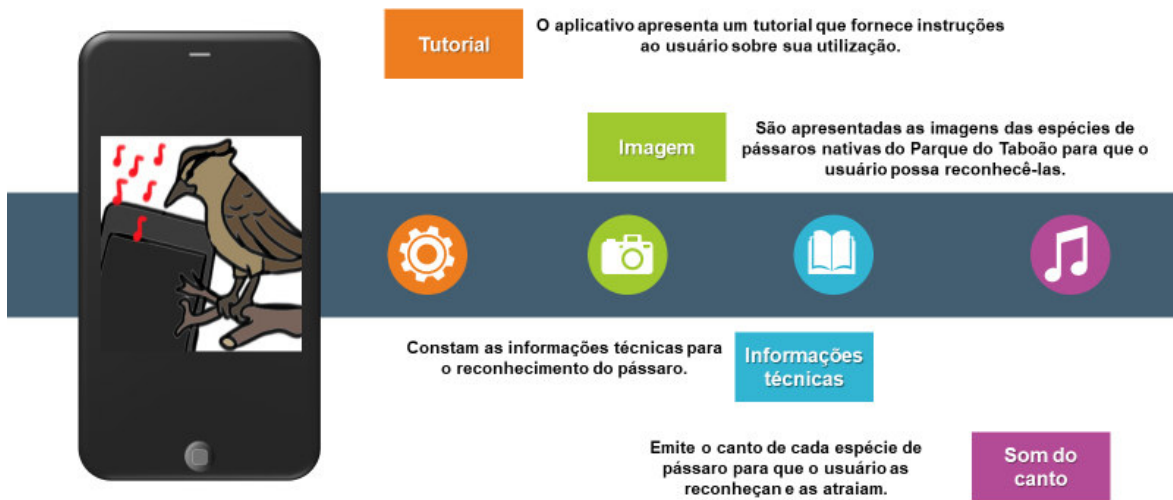 Tutorial
O aplicativo apresenta um tutorial que fornece instruções
ao usuário sobre sua utilização.
Imagem
São apresentadas as imagens das espécies de
pássaros nativas do Parque do Taboão para que o
usuário possa reconhecê-las.
Constam as informações técnicas para
o reconhecimento do pássaro.
Informações
técnicas
Emite o canto de cada espécie de
pássaro para que o usuário as
reconheçan e as atraiam.
Som do
canto